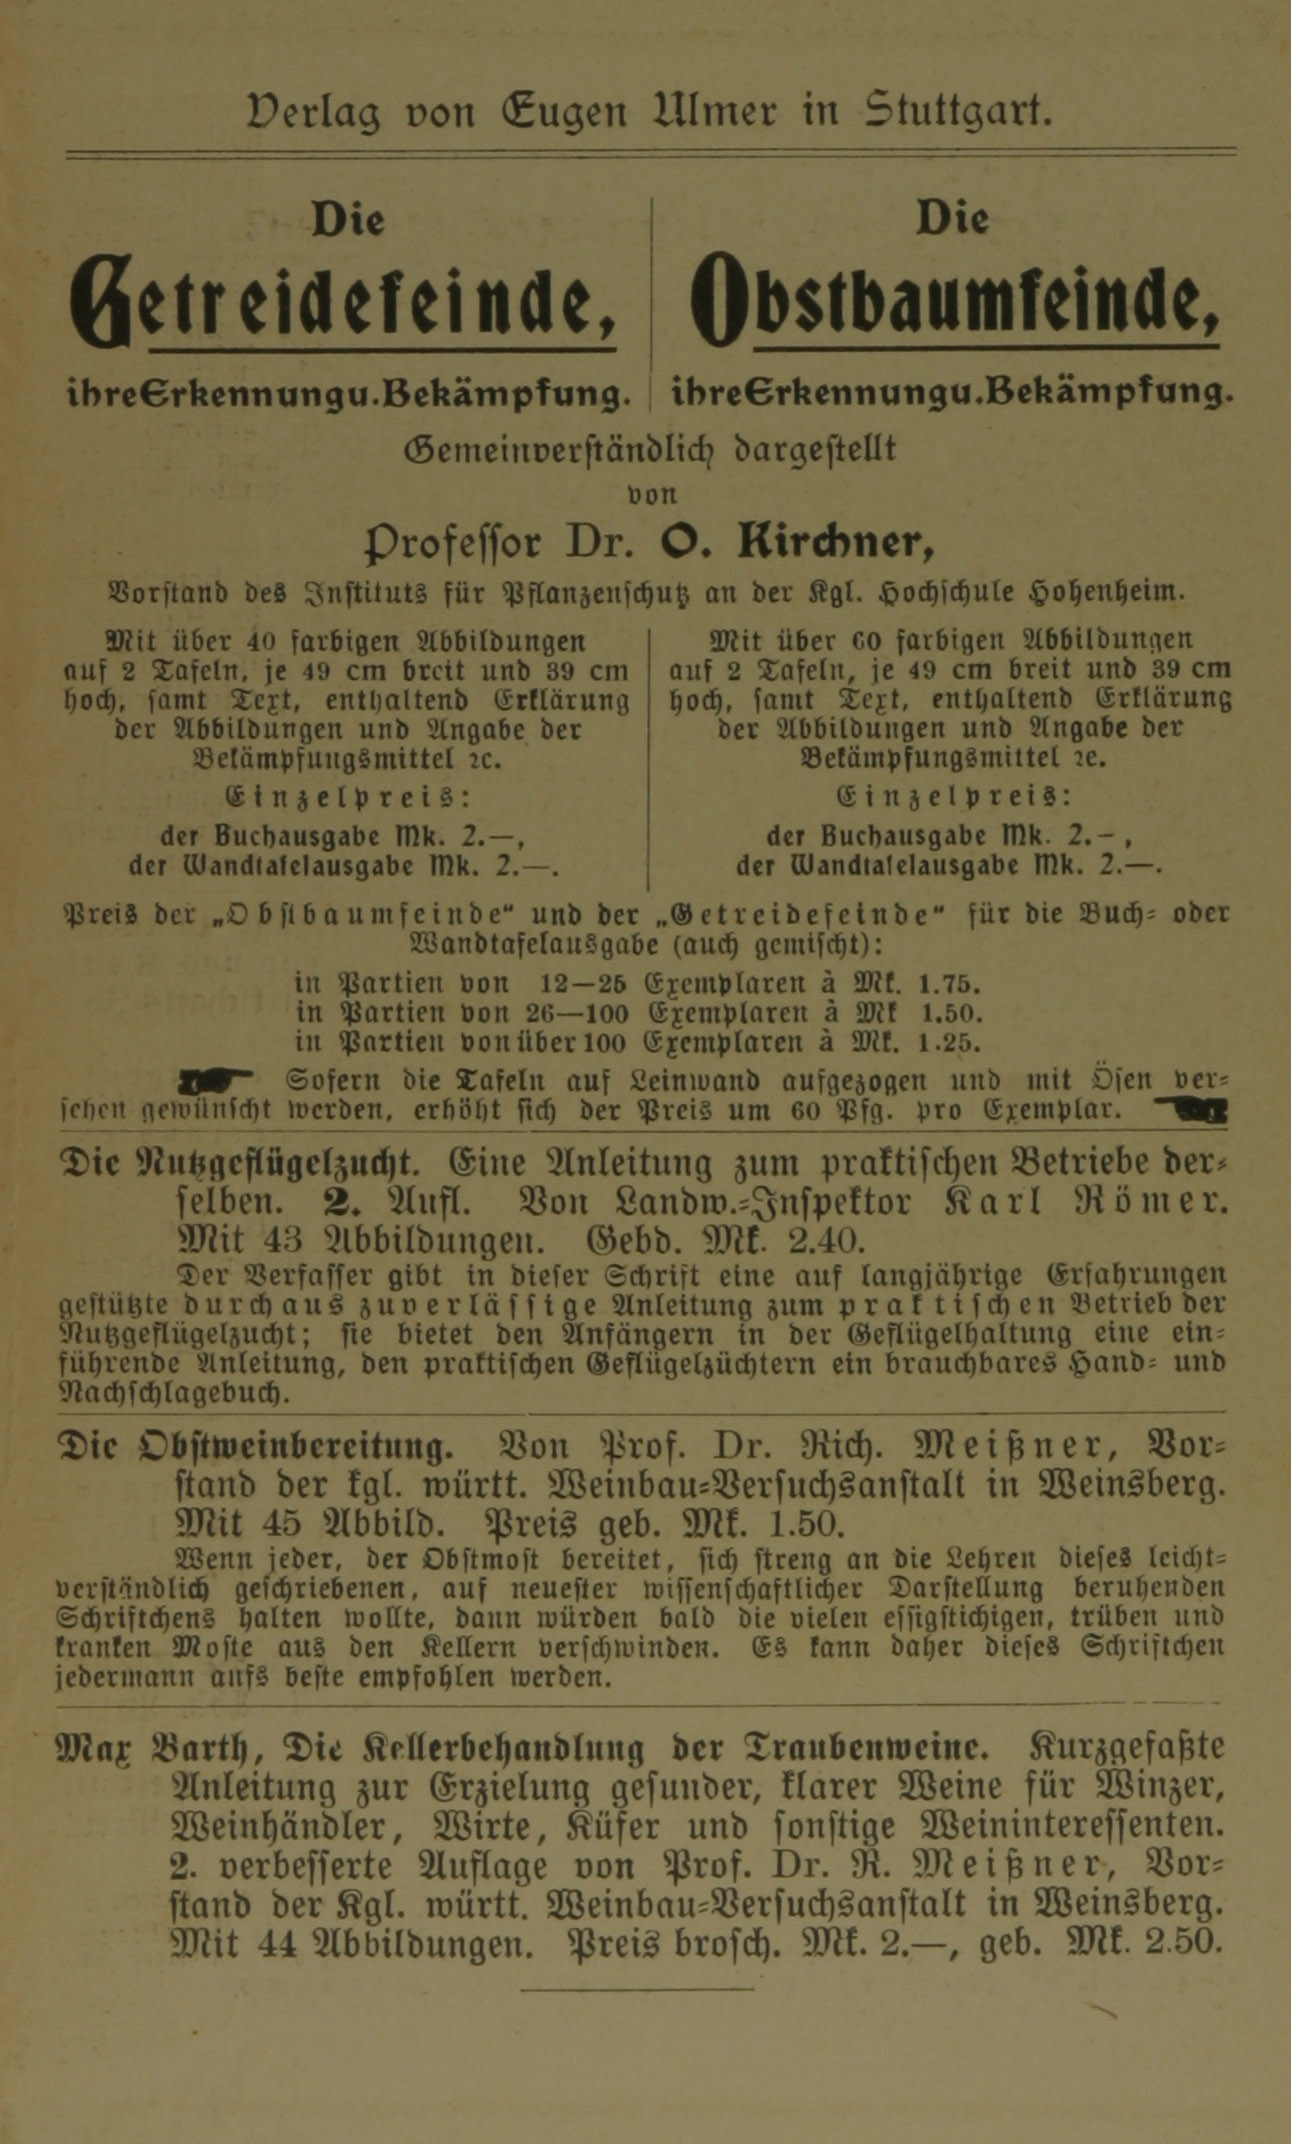 Verlag von Eugen Ulmer in Stuttgart.
Die
Getreidefeinde,
ihre Erkennung u. Bekämpfung.
Die
Obstbaumfeinde,
ihre Erkennung u. Bekämpfung.
Gemeinverständlich dargestellt
von
Professor Dr. O. Kirchner,
Vorstand des Instituts für Pflanzenschutz an der Kgl. Hochschule Hohenheim.
Mit über 40 farbigen Abbildungen
auf 2 Tafeln, je 49 cm breit und 39 cm
hoch, samt Text, enthaltend Erklärung
der Abbildungen und Angabe der
Bekämpfungsmittel ꝛc.
Einzelpreis:
der Buchausgabe Mk. 2.—,
der Wandtafelausgabe Mk. 2.—.
Mit über 60 farbigen Abbildungen
auf 2 Tafeln, je 49 cm breit und 39 cm
hoch, samt Text, enthaltend Erklärung
der Abbildungen und Angabe der
Bekämpfungsmittel ꝛc.
Einzelpreis:
der Buchausgabe Mk. 2.—,
der Wandtafelausgabe Mk. 2.—.
Preis der „Obstbaumfeinde“ und der „Getreidefeinde“ für die Buch- oder
Wandtafelausgabe (auch gemischt):
in Partien von 12—25 Exemplaren à Mk. 1.75.
in Partien von 26—100 Exemplaren à Mk 1.50.
in Partien von über 100 Exemplaren à Mk. 1.25.
Sofern die Tafeln auf Leinwand aufgezogen und mit Ösen ver-
sehen gewünscht werden, erhöht sich der Preis um 60 Pfg. pro Exemplar.
Die Nutzgeflügelzucht. Eine Anleitung zum praktischen Betriebe der-
selben. 2. Aufl. Von Landw.-Inspektor Karl Römer.
Mit 43 Abbildungen. Gebd. Mk. 2.40.
Der Verfasser gibt in dieser Schrift eine auf langjährige Erfahrungen
gestützte durchaus zuverlässige Anleitung zum praktischen Betrieb der
Nutzgeflügelzucht; sie bietet den Anfängern in der Geflügelhaltung eine ein-
führende Anleitung, den praktischen Geflügelzüchtern ein brauchbares Hand- und
Nachschlagebuch.
Die Obstweinbereitung. Von Prof. Dr. Rich. Meißner, Vor-
stand der kgl. württ. Weinbau-Versuchsanstalt in Weinsberg.
Mit 45 Abbild. Preis geb. Mk. 1.50.
Wenn jeder, der Obstmost bereitet, sich streng an die Lehren dieses leicht-
verständlich geschriebenen, auf neuester wissenschaftlicher Darstellung beruhenden
Schriftchens halten wollte, dann würden bald die vielen essigstichigen, trüben und
kranken Moste aus den Kellern verschwinden. Es kann daher dieses Schriftchen
jedermann aufs beste empfohlen werden.
Max Barth, Die Kellerbehandlung der Traubenweine. Kurzgefaßte
Anleitung zur Erzielung gesunder, klarer Weine für Winzer,
Weinhändler, Wirte, Küfer und sonstige Weininteressenten.
2. verbesserte Auflage von Prof. Dr. R. Meißner, Vor-
stand der Kgl. württ. Weinbau-Versuchsanstalt in Weinsberg.
Mit 44 Abbildungen. Preis brosch. Mk. 2.—, geb. Mk. 2.50.